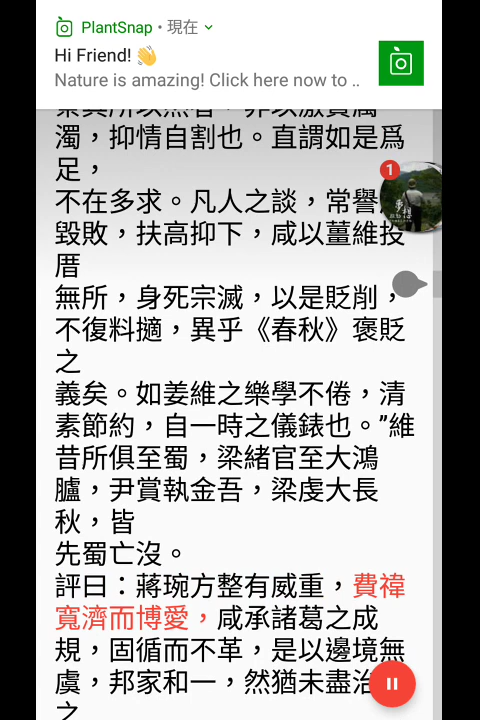 PlantSnap • 現在
Hi Friend! 👋
Nature is amazing! Click here now to ..
濁，抑情自割也。直謂如是爲
足，
1
不在多求。凡人之談，常譽
毀敗，扶高抑下，咸以薑維投
厝
無所，身死宗滅，以是貶削，
不復料擿，異乎《春秋》褒貶
之
義矣。如姜維之樂學不倦，清
素節約，自一時之儀錶也。”維
昔所俱至蜀，梁緒官至大鴻
臚，尹賞執金吾，梁虔大長
秋，皆
先蜀亡沒。
評曰：蔣琬方整有威重，費禕
寬濟而博愛，咸承諸葛之成
規，固循而不革，是以邊境無
虞，邦家和一，然猶未盡治
之